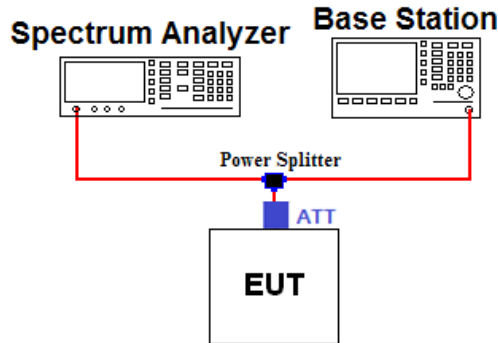 Spectrum Analyzer
Base Station
Power Splitter
ATT
EUT